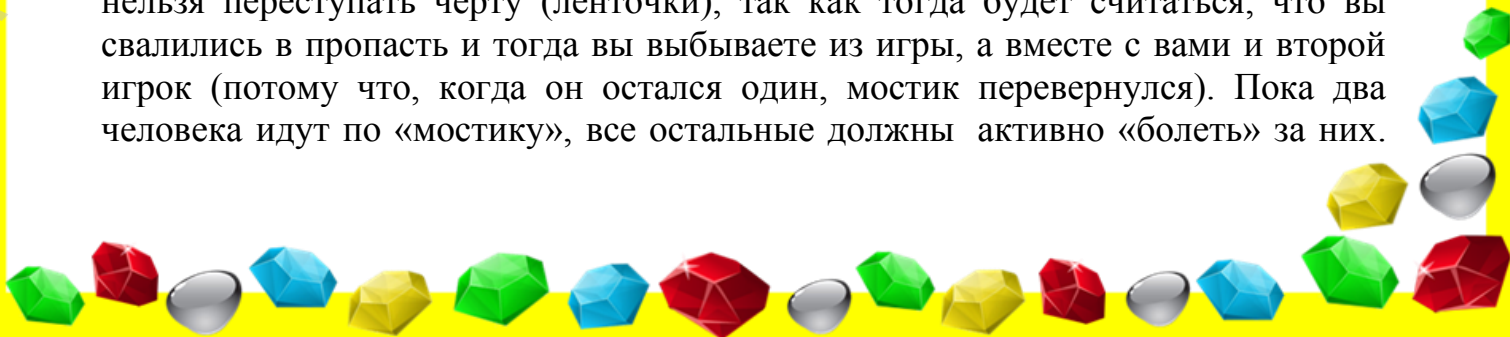 нельзя переступать черту (ленточки), так как тогда будет считаться, что вы
свалились в пропасть и тогда вы выбываете из игры, а вместе с вами и второй
игрок (потому что, когда он остался один, мостик перевернулся). Пока два
человека идут по «мостику», все остальные должны активно «болеть» за них.